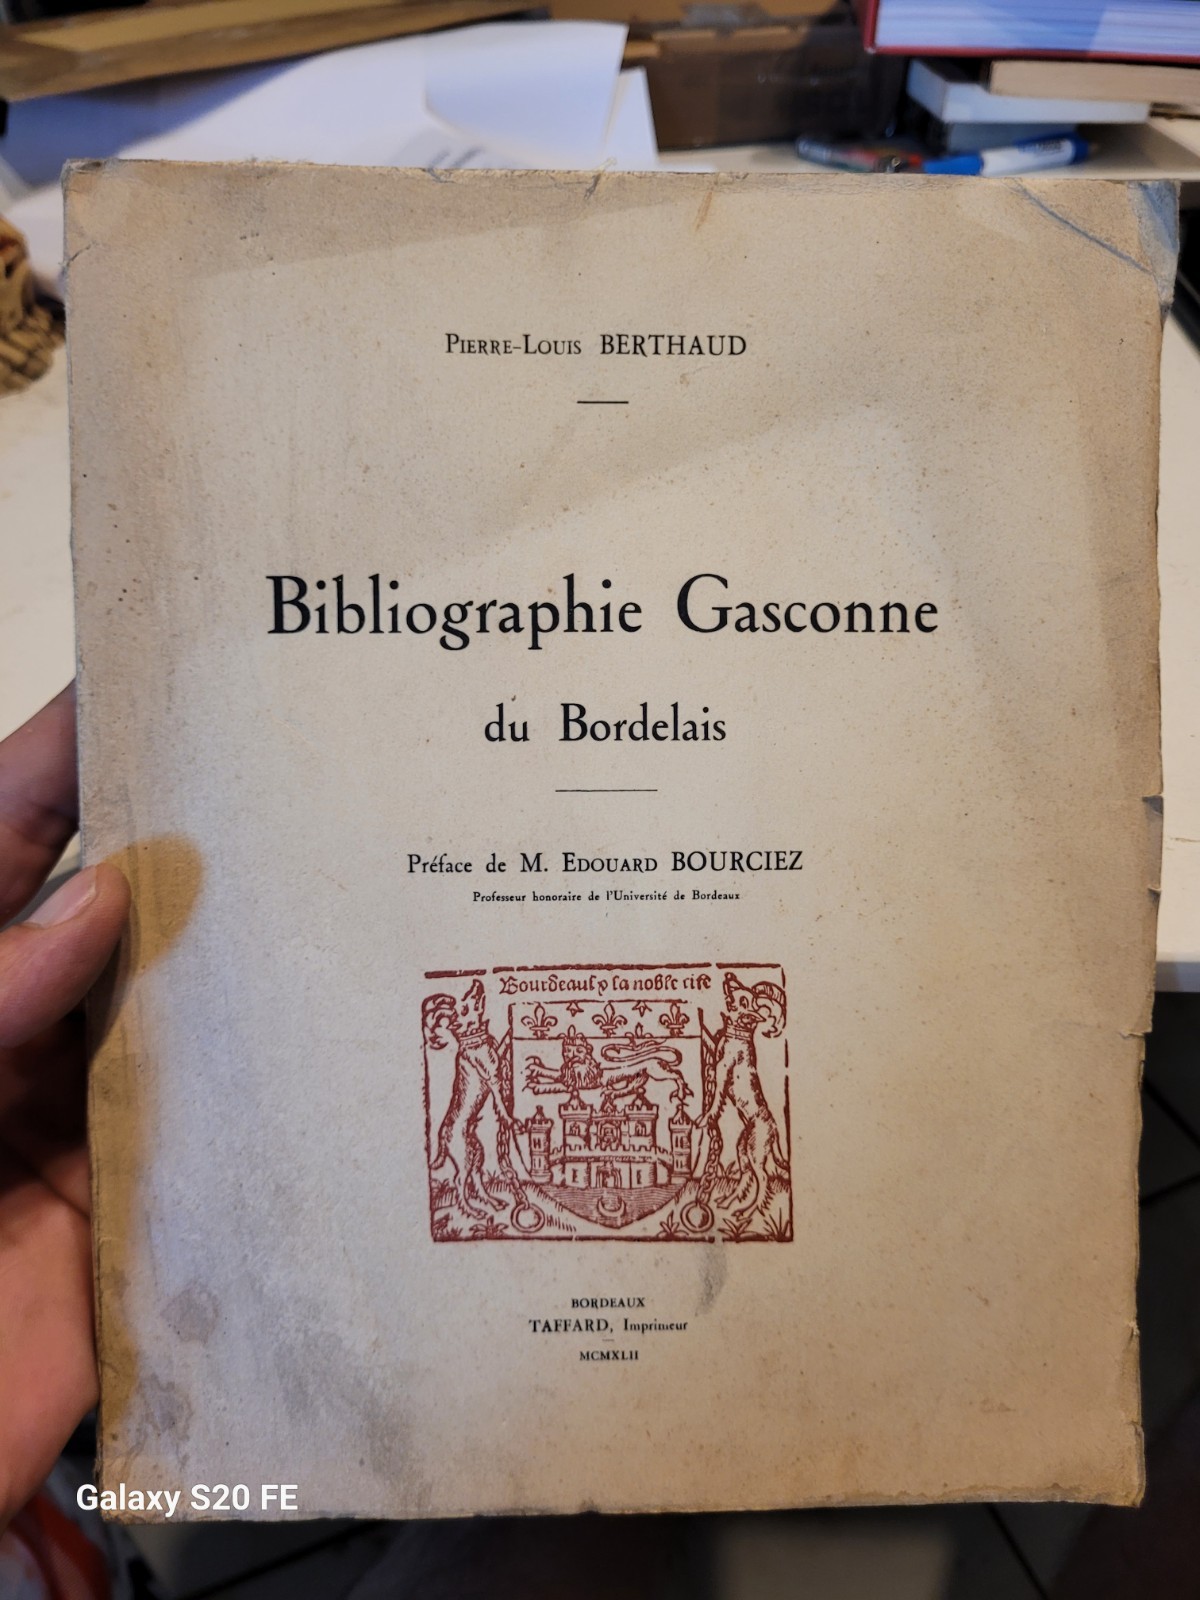 Pierre-Louis BERTHAUD
Bibliographie Gasconne
du Bordelais
Préface de M. Edouard BOURCIEZ
Professeur honoraire de l'Université de Bordeaux
Bourdeaulx la noble cite
BORDEAUX
TAFFARD, Imprimeur
MCMXLII
Galaxy S20 FE